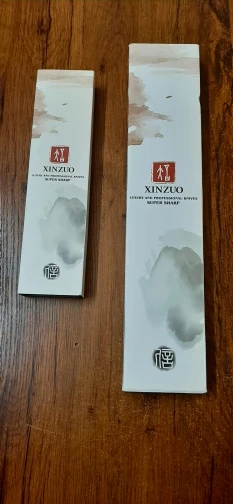 XINZUO
LUXURY AND PROFESSIONAL KNIVES
SUPER SHARP
XINZUO
LUXURY AND PROFESSIONAL KNIVES
SUPER SHARP